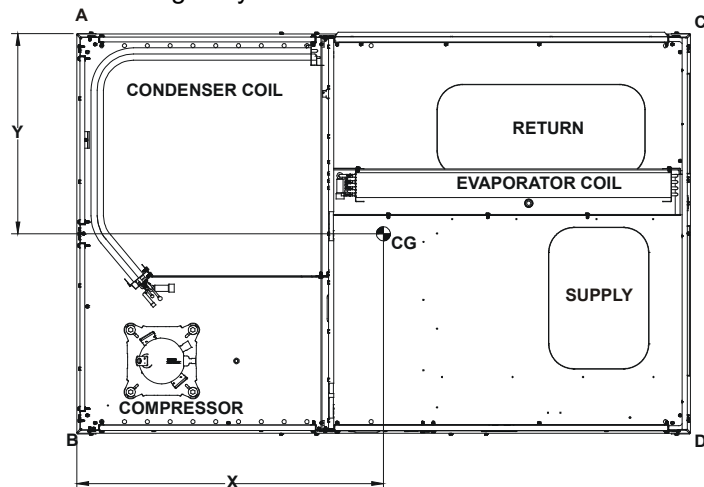 A
C
CONDENSER COIL
RETURN
Y
EVAPORATOR COIL
CG
SUPPLY
COMPRESSOR
B
D
X